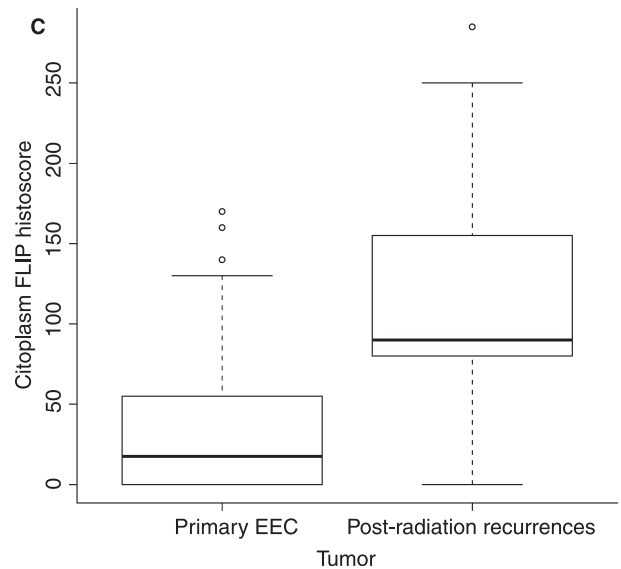 C
Citoplasm FLIP histoscore
250
200
150
100
50
0
Primary EEC
Post-radiation recurrences
Tumor